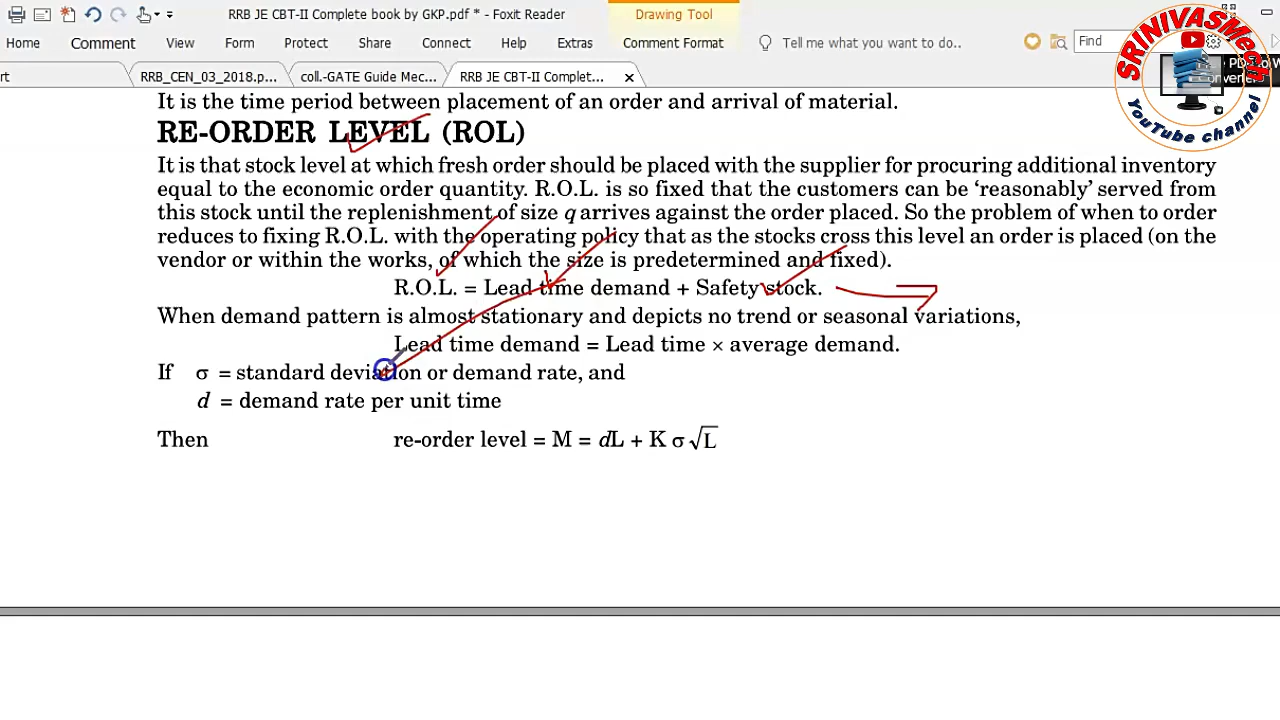 RRB JE CBT-II Complete book by GKP.pdf * - Foxit Reader
Drawing Tool
Home Comment View Form Protect Share Connect Help Extras Comment Format Tell me what you want to do.. Find
rt RRB_CEN_03_2018.p... coll.-GATE Guide Mec... RRB JE CBT-II Complet...
SRINIVASMech
YouTube channel
It is the time period between placement of an order and arrival of material.
RE-ORDER LEVEL (ROL)
It is that stock level at which fresh order should be placed with the supplier for procuring additional inventory
equal to the economic order quantity. R.O.L. is so fixed that the customers can be ‘reasonably’ served from
this stock until the replenishment of size q arrives against the order placed. So the problem of when to order
reduces to fixing R.O.L. with the operating policy that as the stocks cross this level an order is placed (on the
vendor or within the works, of which the size is predetermined and fixed).
R.O.L. = Lead time demand + Safety stock.
When demand pattern is almost stationary and depicts no trend or seasonal variations,
Lead time demand = Lead time × average demand.
If σ = standard deviation or demand rate, and
d = demand rate per unit time
Then re-order level = M = dL + K σ √L